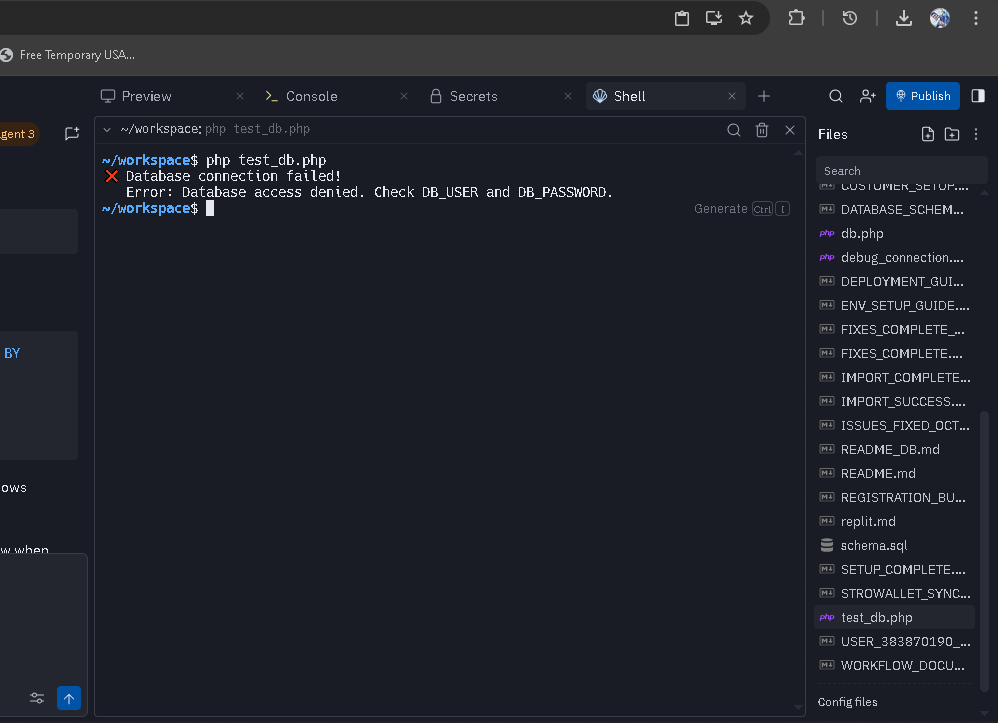 Free Temporary USA...
Preview
Console
Secrets
Shell
Publish
gent 3
~/workspace: php test_db.php
Files
~/workspace$ php test_db.php
❌ Database connection failed!
Error: Database access denied. Check DB_USER and DB_PASSWORD.
~/workspace$
Generate Ctrl I
BY
ows
w when
Search
CUSTOMER_SETUP....
DATABASE_SCHEM...
php db.php
php debug_connection....
DEPLOYMENT_GUI...
ENV_SETUP_GUIDE....
FIXES_COMPLETE_...
FIXES_COMPLETE....
IMPORT_COMPLETE...
IMPORT_SUCCESS....
ISSUES_FIXED_OCT...
README_DB.md
README.md
REGISTRATION_BU...
replit.md
schema.sql
SETUP_COMPLETE....
STROWALLET_SYNC...
php test_db.php
USER_383870190_...
WORKFLOW_DOCU...
Config files